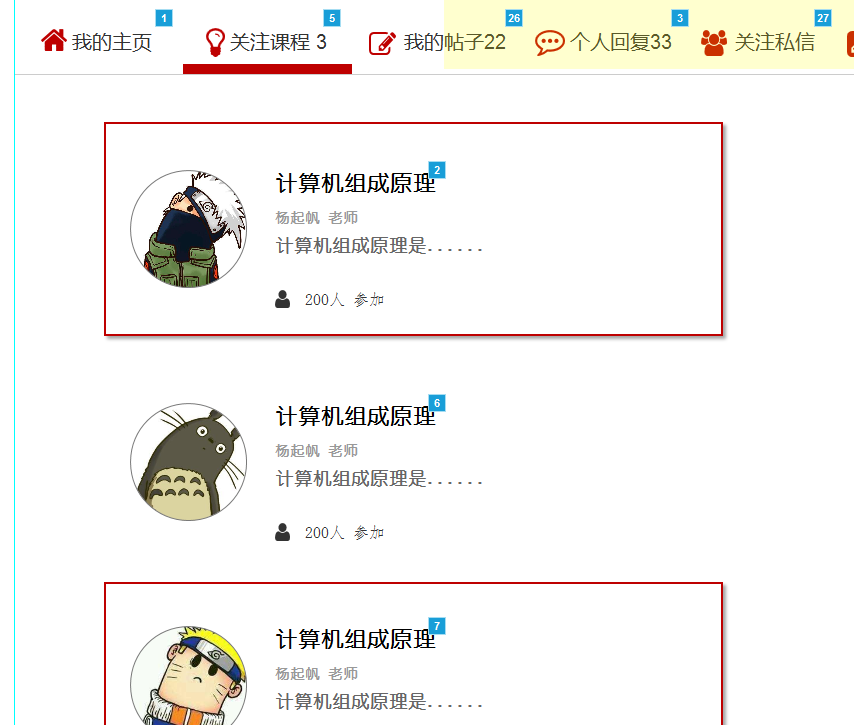 1 5 26 3 27
我的主页 关注课程 3 我的帖子22 个人回复33 关注私信
计算机组成原理 2
杨起帆 老师
计算机组成原理是......
200人 参加
计算机组成原理 6
杨起帆 老师
计算机组成原理是......
200人 参加
计算机组成原理 7
杨起帆 老师
计算机组成原理是......